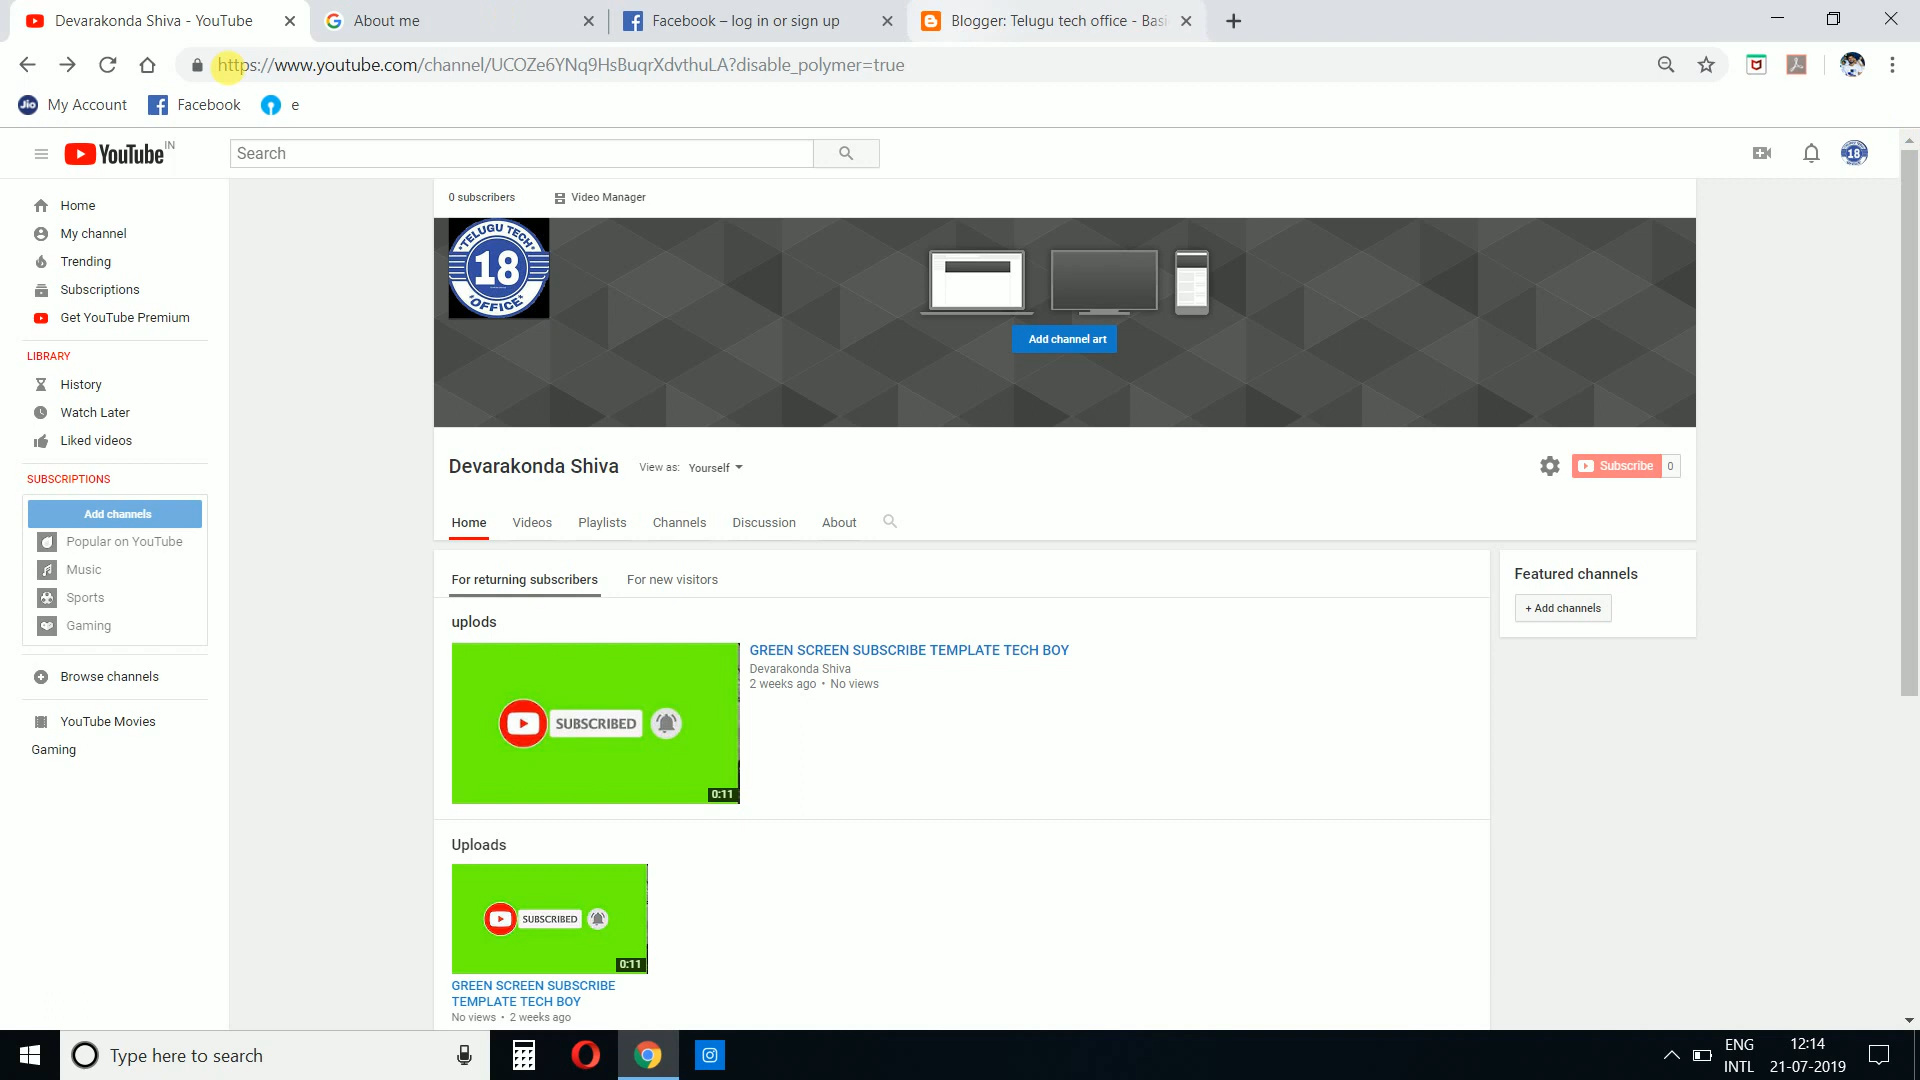 Devarakonda Shiva - YouTube
About me
Facebook – log in or sign up
Blogger: Telugu tech office - Basi
https://www.youtube.com/channel/UCOZe6YNq9HsBuqrXdvthuLA?disable_polymer=true
Jio My Account
Facebook
e
YouTube IN
Search
18
Home
My channel
Trending
Subscriptions
Get YouTube Premium
LIBRARY
History
Watch Later
Liked videos
SUBSCRIPTIONS
Add channels
Popular on YouTube
Music
Sports
Gaming
Browse channels
YouTube Movies
Gaming
0 subscribers
Video Manager
TELUGU TECH
18
OFFICE
Add channel art
Devarakonda Shiva
View as: Yourself
Subscribe 0
Home Videos Playlists Channels Discussion About
For returning subscribers
For new visitors
uplods
SUBSCRIBED
0:11
GREEN SCREEN SUBSCRIBE TEMPLATE TECH BOY
Devarakonda Shiva
2 weeks ago • No views
Uploads
SUBSCRIBED
0:11
GREEN SCREEN SUBSCRIBE
TEMPLATE TECH BOY
No views • 2 weeks ago
Featured channels
+ Add channels
Type here to search
ENG
INTL
12:14
21-07-2019